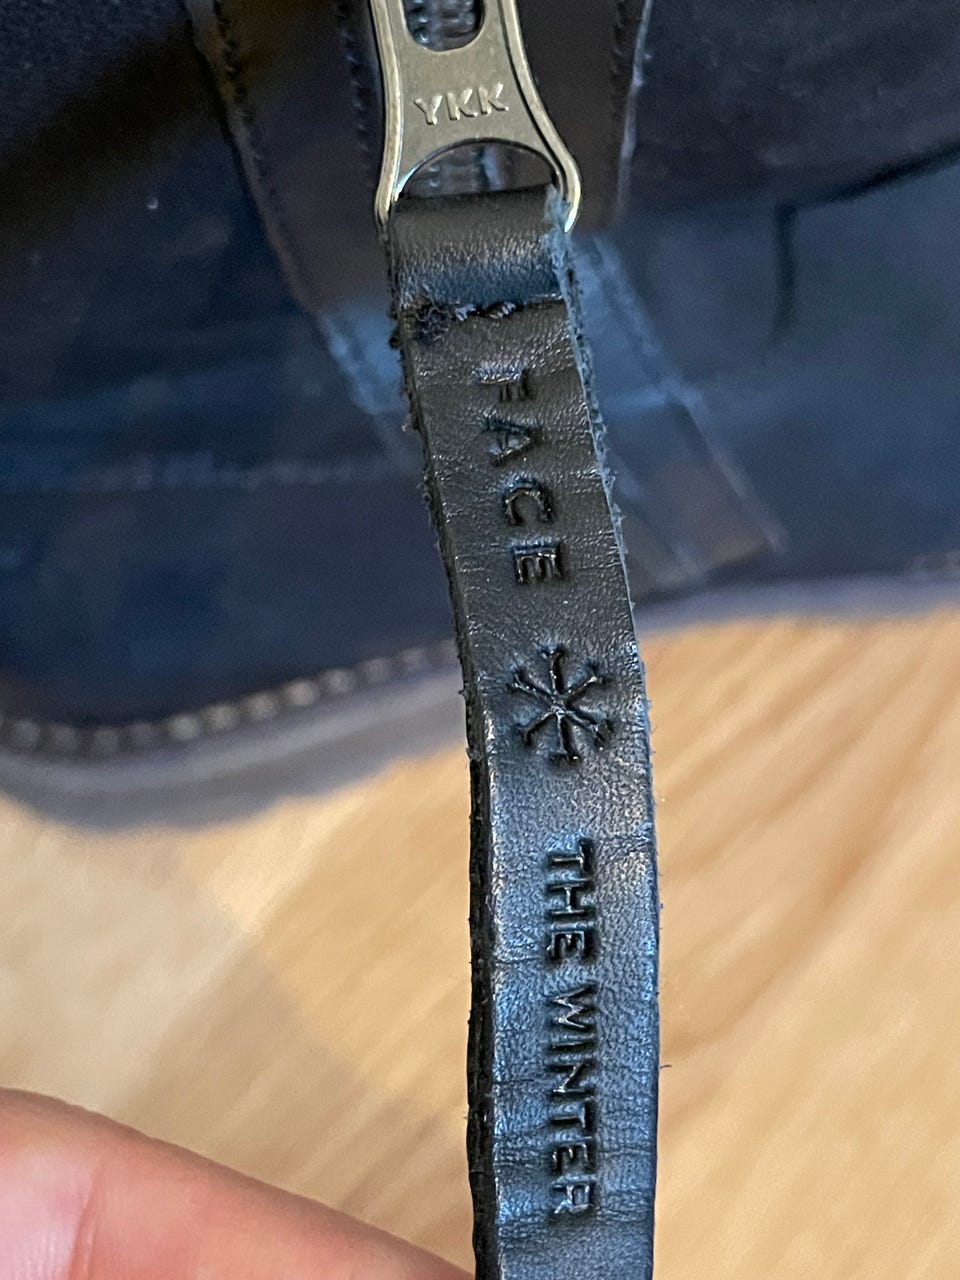 YKK
FACE
THE WINTER